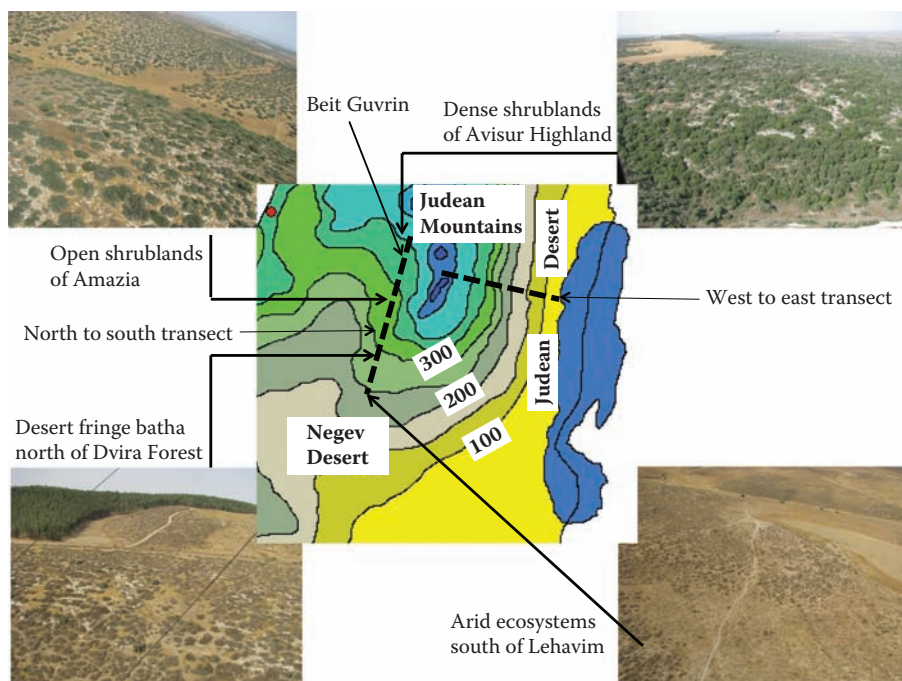 Beit Guvrin
Dense shrublands
of Avisur Highland
Judean
Mountains
Desert
Open shrublands
of Amazia
West to east transect
North to south transect
300
Judean
200
Desert fringe batha
north of Dvira Forest
Negev
Desert
100
Arid ecosystems
south of Lehavim